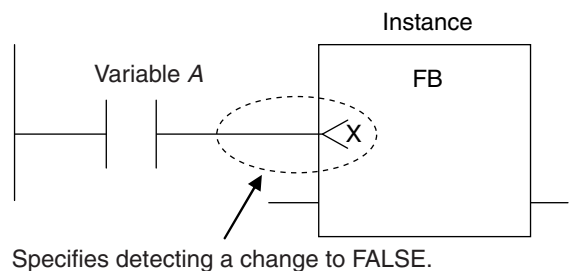 Instance
Variable A
FB
X
Specifies detecting a change to FALSE.